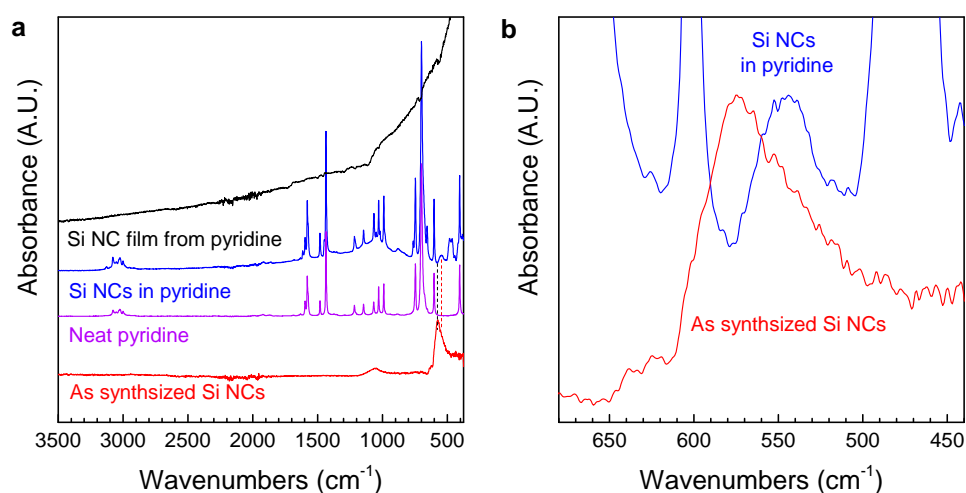 a
Absorbance (A.U.)
Si NC film from pyridine
Si NCs in pyridine
Neat pyridine
As synthsized Si NCs
3500 3000 2500 2000 1500 1000 500
Wavenumbers (cm⁻¹)
b
Absorbance (A.U.)
Si NCs
in pyridine
As synthsized Si NCs
650 600 550 500 450
Wavenumbers (cm⁻¹)